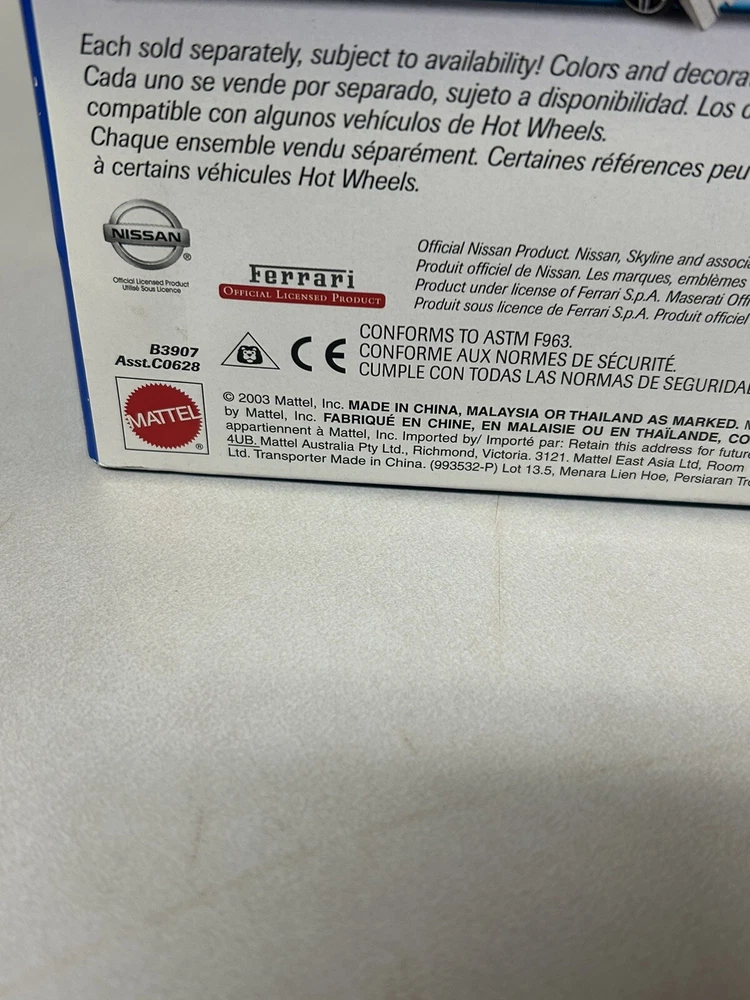 Each sold separately, subject to availability! Colors and decora
Cada uno se vende por separado, sujeto a disponibilidad. Los
compatible con algunos vehículos de Hot Wheels.
Chaque ensemble vendu séparément. Certaines références peu
à certains véhicules Hot Wheels.
NISSAN
®
Official Licensed Product
Utilisé Sous Licence
Ferrari
OFFICIAL LICENSED PRODUCT
Official Nissan Product. Nissan, Skyline and associa
Produit officiel de Nissan. Les marques, emblèmes
Product under license of Ferrari S.p.A. Maserati Off
Produit sous licence de Ferrari S.p.A. Produit officiel
B3907
Asst.C0628
CE
CONFORMS TO ASTM F963.
CONFORME AUX NORMES DE SÉCURITÉ.
CUMPLE CON TODAS LAS NORMAS DE SEGURIDAD
MATTEL
®
© 2003 Mattel, Inc. MADE IN CHINA, MALAYSIA OR THAILAND AS MARKED.
by Mattel, Inc. FABRIQUÉ EN CHINE, EN MALAISIE OU EN THAÏLANDE, CO
appartiennent à Mattel, Inc. Imported by/ Importé par: Retain this address for future
4UB. Mattel Australia Pty Ltd., Richmond, Victoria. 3121. Mattel East Asia Ltd, Room
Ltd. Transporter Made in China. (993532-P) Lot 13.5, Menara Lien Hoe, Persiaran Tr